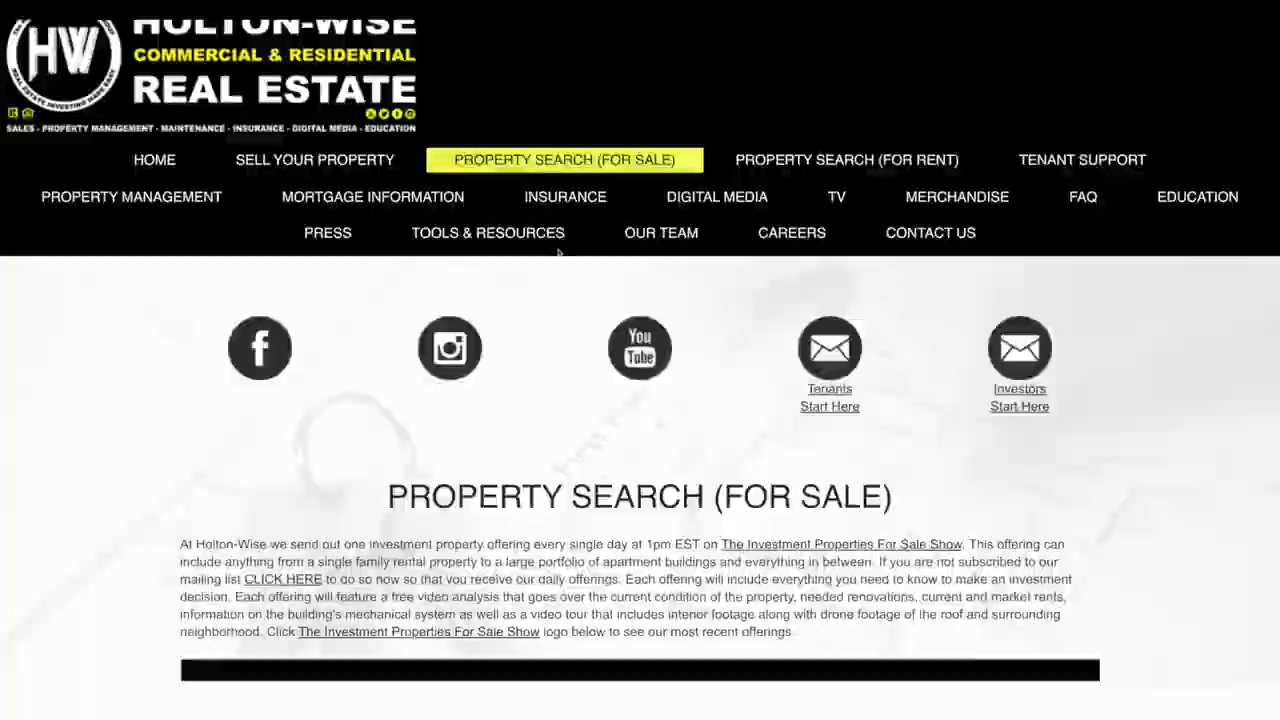 HOLTON-WISE
HW
COMMERCIAL & RESIDENTIAL
REAL ESTATE
REAL ESTATE INVESTING MADE EASY
SALES - PROPERTY MANAGEMENT - MAINTENANCE - INSURANCE - DIGITAL MEDIA - EDUCATION
HOME SELL YOUR PROPERTY PROPERTY SEARCH (FOR SALE) PROPERTY SEARCH (FOR RENT) TENANT SUPPORT
PROPERTY MANAGEMENT MORTGAGE INFORMATION INSURANCE DIGITAL MEDIA TV MERCHANDISE FAQ EDUCATION
PRESS TOOLS & RESOURCES OUR TEAM CAREERS CONTACT US
f
You
Tube
Tenants Investors
Start Here Start Here
PROPERTY SEARCH (FOR SALE)
At Holton-Wise we send out one investment property offering every single day at 1pm EST on The Investment Properties For Sale Show. This offering can
include anything from a single family rental property to a large portfolio of apartment buildings and everything in between. If you are not subscribed to our
mailing list CLICK HERE to do so now so that you receive our daily offerings. Each offering will include everything you need to know to make an investment
decision. Each offering will feature a free video analysis that goes over the current condition of the property, needed renovations, current and market rents,
information on the building's mechanical system as well as a video tour that includes interior footage along with drone footage of the roof and surrounding
neighborhood. Click The Investment Properties For Sale Show logo below to see our most recent offerings.